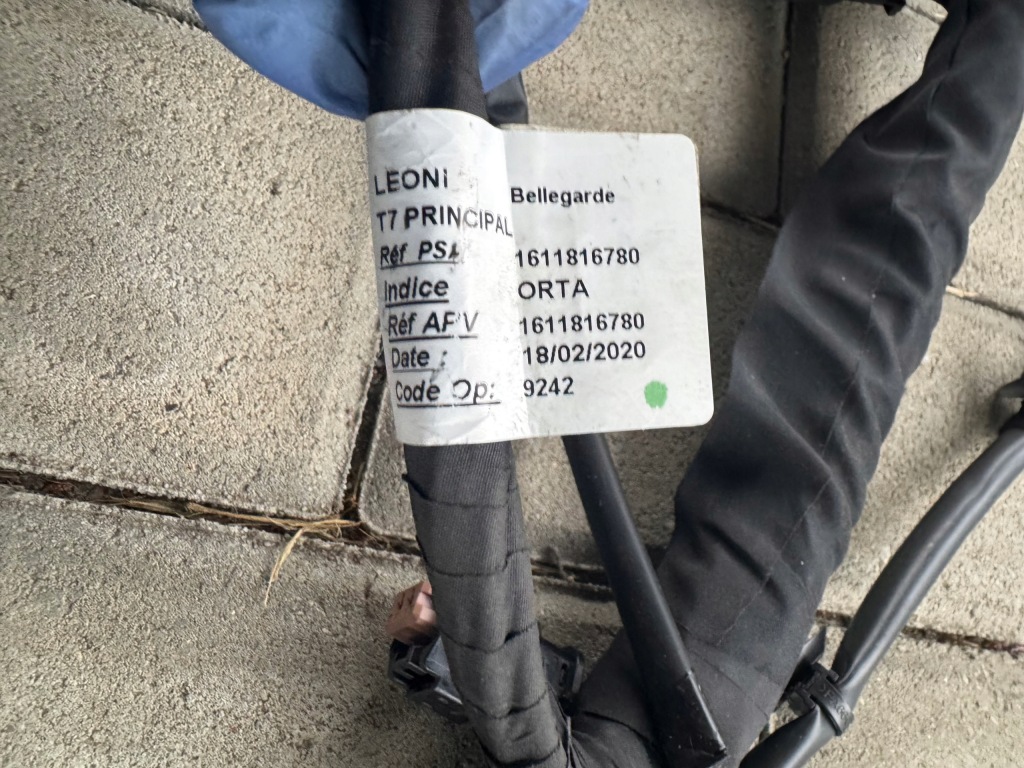 LEONI Bellegarde
T7 PRINCIPAL
Réf PSA 1611816780
Indice ORTA
Réf APV 1611816780
Date : 18/02/2020
Code Op: 9242